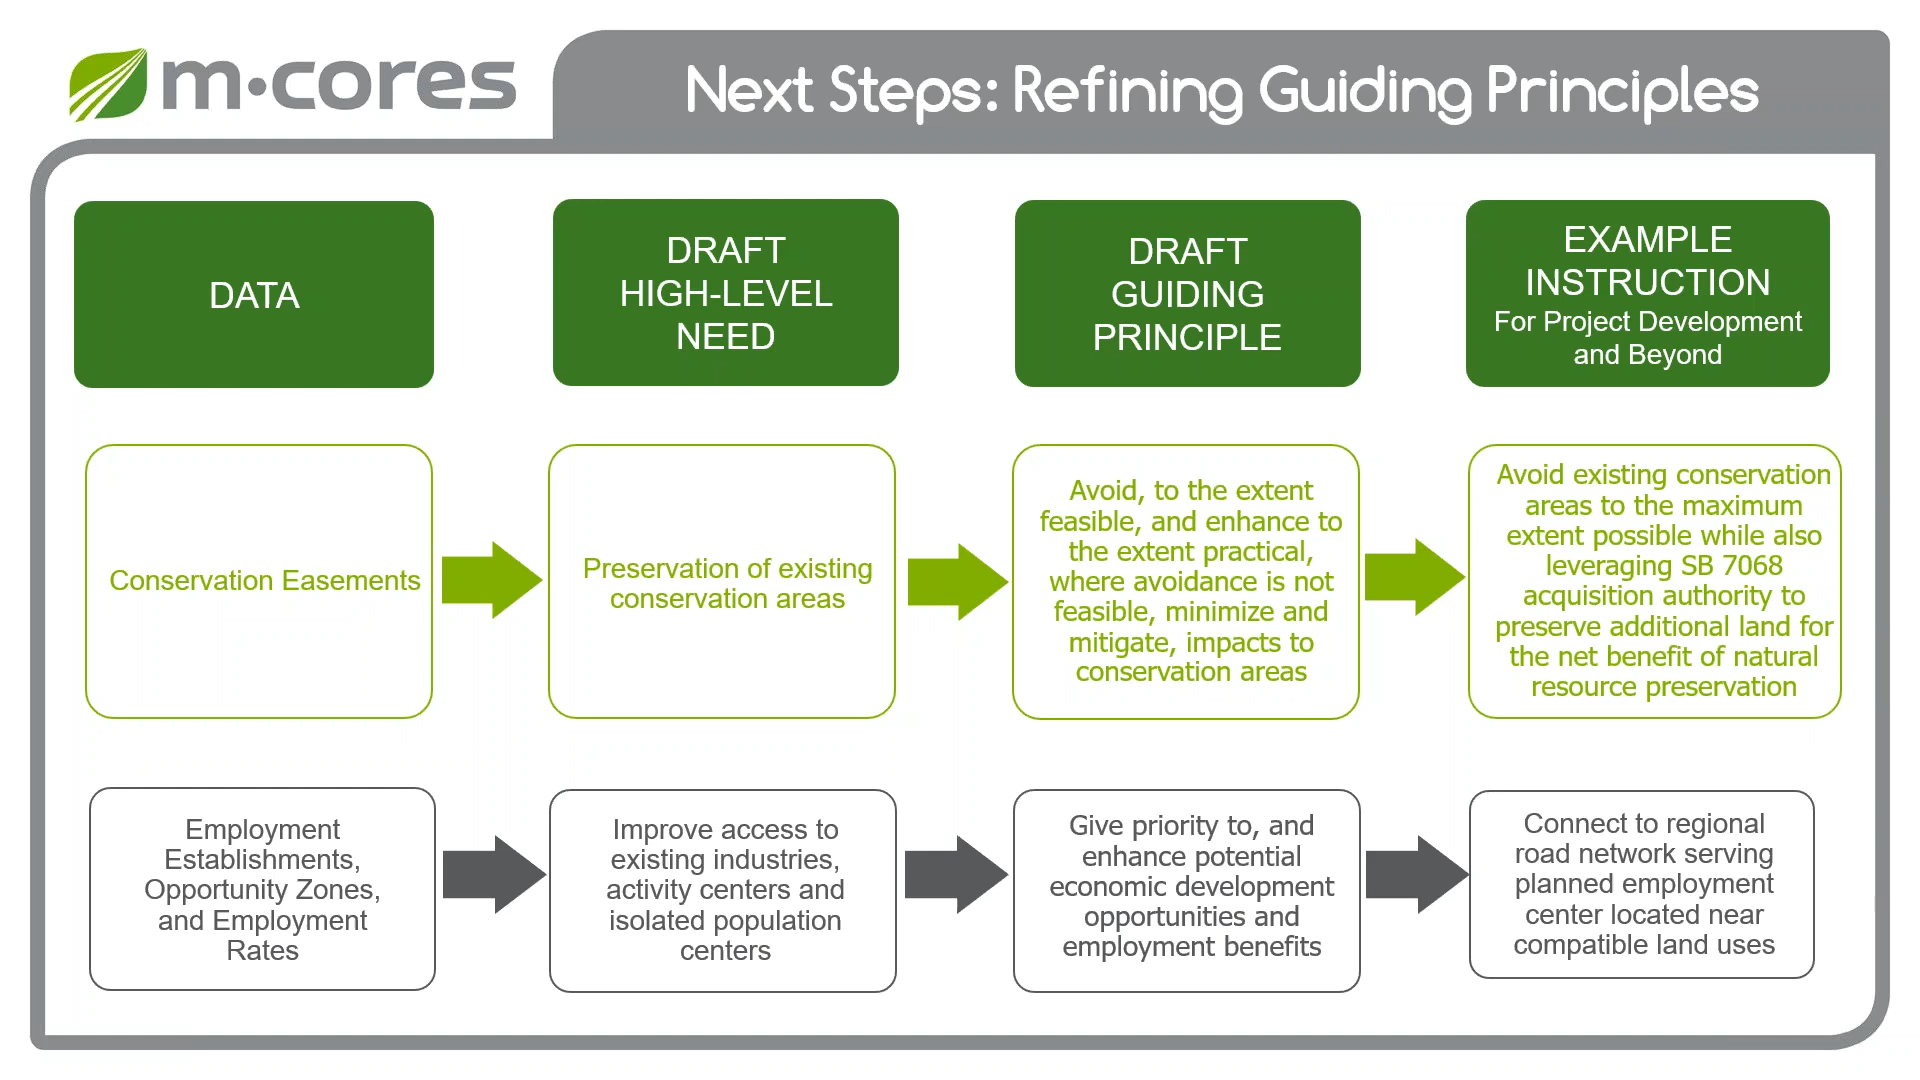 m·cores
Next Steps: Refining Guiding Principles
DATA
DRAFT
HIGH-LEVEL
NEED
DRAFT
GUIDING
PRINCIPLE
EXAMPLE
INSTRUCTION
For Project Development
and Beyond
Conservation Easements
Preservation of existing
conservation areas
Avoid, to the extent
feasible, and enhance to
the extent practical,
where avoidance is not
feasible, minimize and
mitigate, impacts to
conservation areas
Avoid existing conservation
areas to the maximum
extent possible while also
leveraging SB 7068
acquisition authority to
preserve additional land for
the net benefit of natural
resource preservation
Employment
Establishments,
Opportunity Zones,
and Employment
Rates
Improve access to
existing industries,
activity centers and
isolated population
centers
Give priority to, and
enhance potential
economic development
opportunities and
employment benefits
Connect to regional
road network serving
planned employment
center located near
compatible land uses